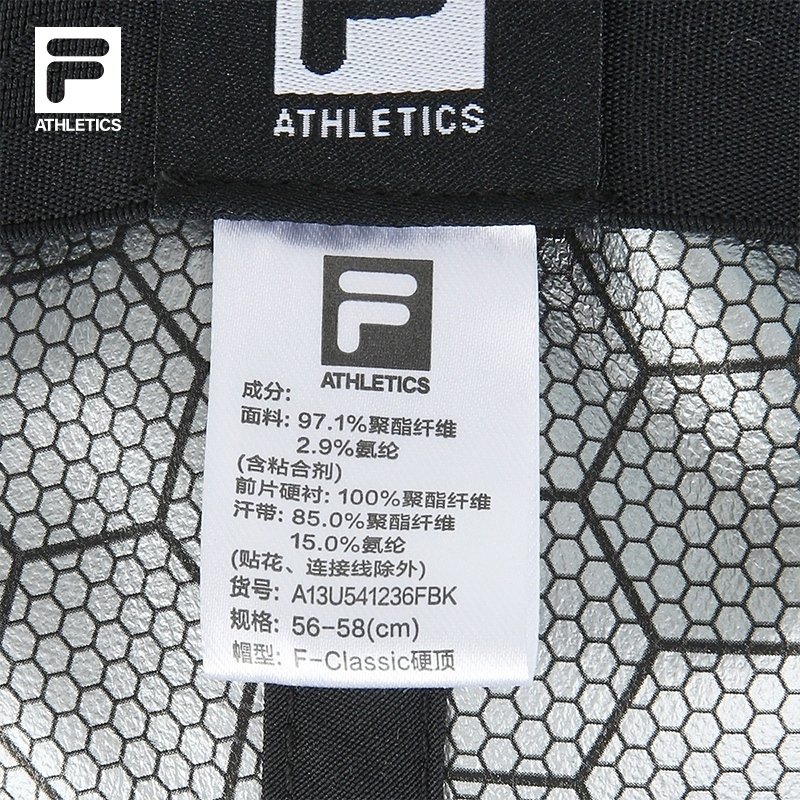 F
ATHLETICS
ATHLETICS
F
ATHLETICS
成分:
面料: 97.1%聚酯纤维
2.9%氨纶
(含粘合剂)
前片硬衬: 100%聚酯纤维
汗带: 85.0%聚酯纤维
15.0%氨纶
(贴花、连接线除外)
货号: A13U541236FBK
规格: 56-58(cm)
帽型: F-Classic硬顶